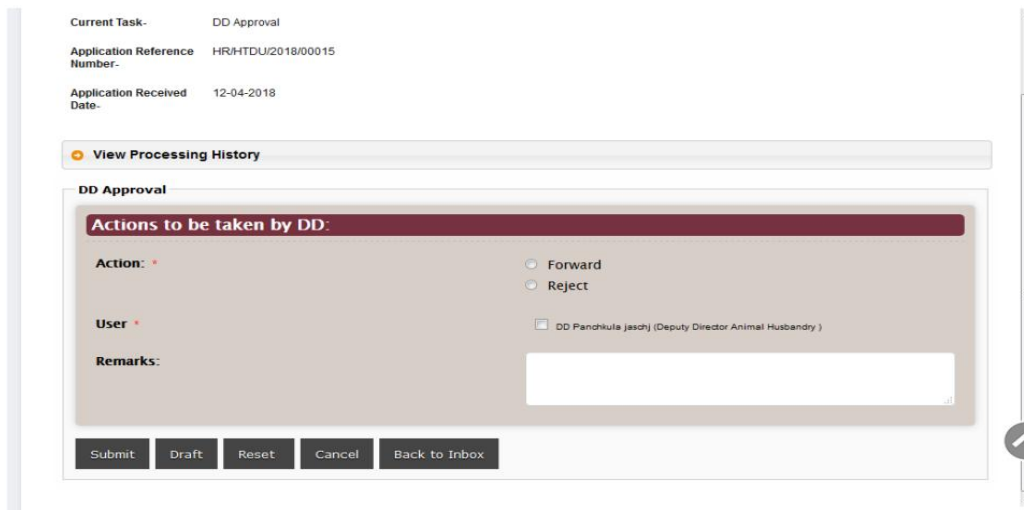 Current Task- DD Approval
Application Reference HR/HTDU/2018/00015
Number-
Application Received 12-04-2018
Date-
View Processing History
DD Approval
Actions to be taken by DD:
Action: * Forward
Reject
User * DD Panchkula jaschj (Deputy Director Animal Husbandry )
Remarks:
Submit Draft Reset Cancel Back to Inbox